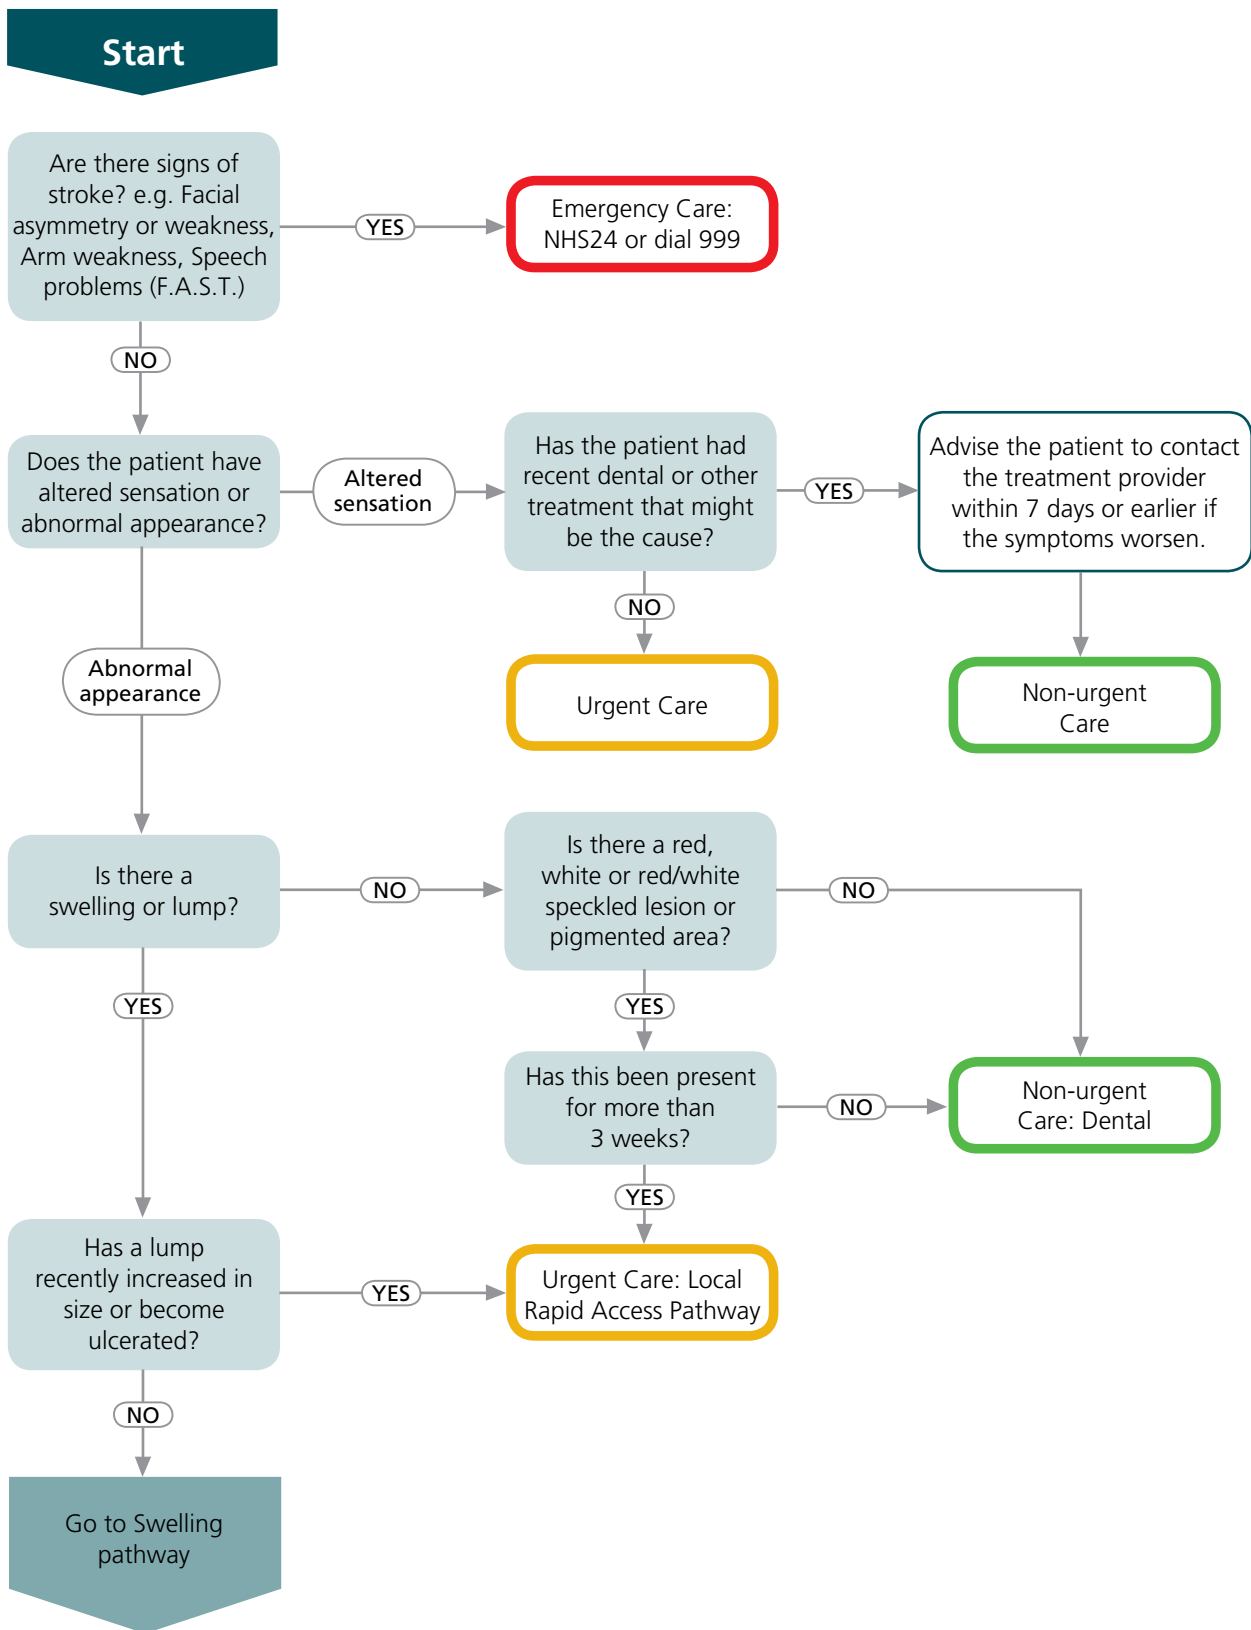 Start
Are there signs of
stroke? e.g. Facial
asymmetry or weakness,
Arm weakness, Speech
problems (F.A.S.T.)
YES
Emergency Care:
NHS24 or dial 999
NO
Does the patient have
altered sensation or
abnormal appearance?
Altered
sensation
Has the patient had
recent dental or other
treatment that might
be the cause?
YES
Advise the patient to contact
the treatment provider
within 7 days or earlier if
the symptoms worsen.
NO
Urgent Care
Non-urgent
Care
Abnormal
appearance
Is there a
swelling or lump?
NO
Is there a red,
white or red/white
speckled lesion or
pigmented area?
NO
YES
YES
Has this been present
for more than
3 weeks?
NO
Non-urgent
Care: Dental
YES
Has a lump
recently increased in
size or become
ulcerated?
YES
Urgent Care: Local
Rapid Access Pathway
NO
Go to Swelling
pathway